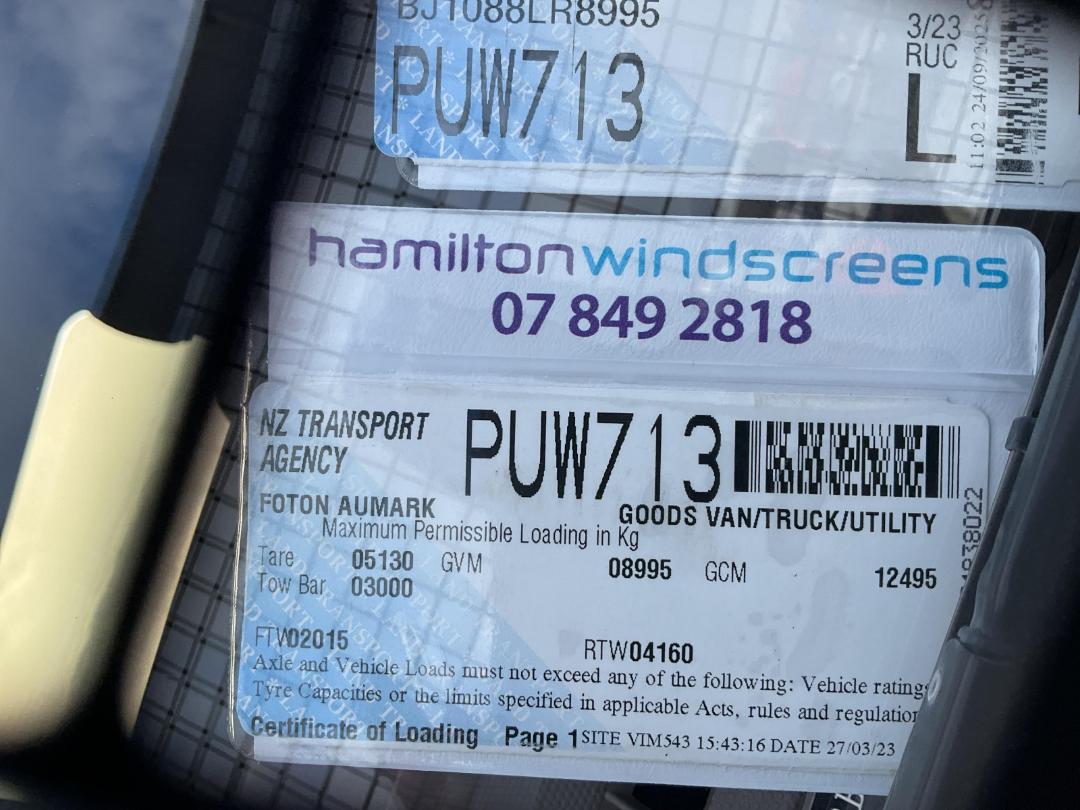 BJ1088LR8995
3/23
RUC
PUW713
L
11:02 24/09/2025
hamiltonwindscreens
07 849 2818
NZ TRANSPORT
AGENCY
PUW713
FOTON AUMARK
GOODS VAN/TRUCK/UTILITY
Maximum Permissible Loading in Kg
Tare 05130 GVM 08995 GCM 12495
Tow Bar 03000
FTW02015 RTW04160
Axle and Vehicle Loads must not exceed any of the following: Vehicle rating
Tyre Capacities or the limits specified in applicable Acts, rules and regulation
Certificate of Loading Page 1 SITE VIM543 15:43:16 DATE 27/03/23